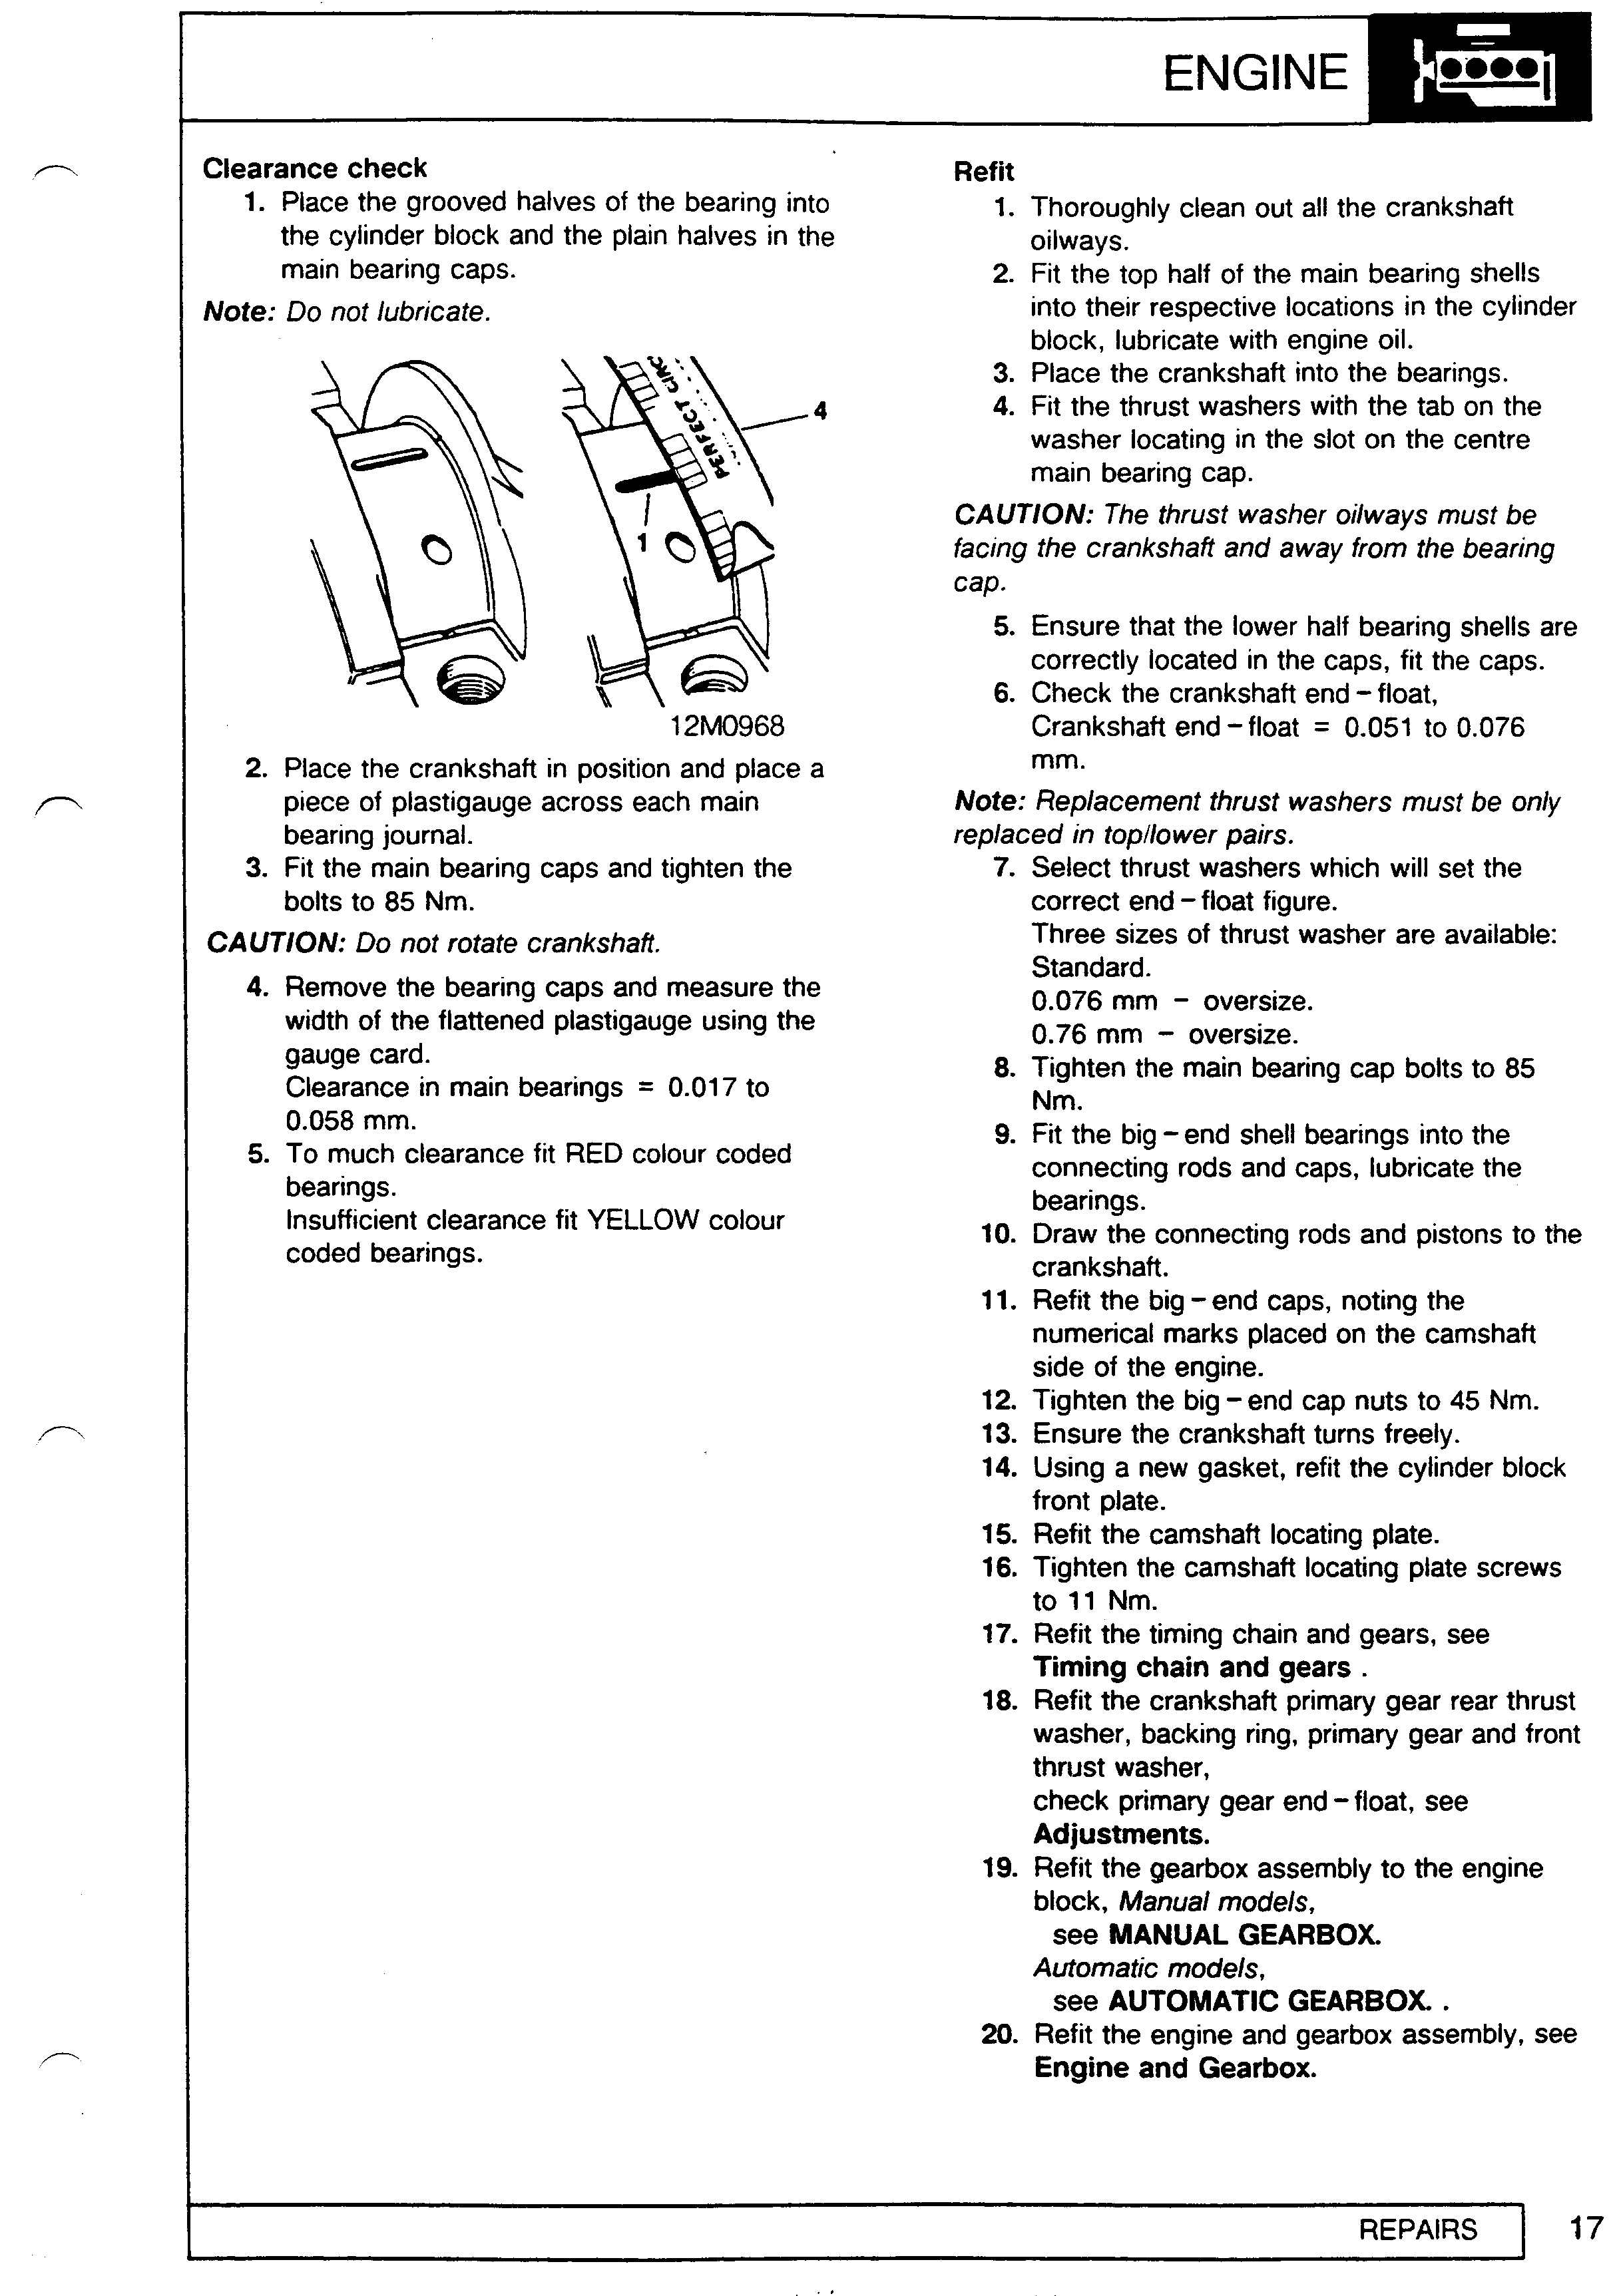 ENGINE
Clearance check
1. Place the grooved halves of the bearing into
the cylinder block and the plain halves in the
main bearing caps.
Note: Do not lubricate.
PERFECT CIRC
4
1
12M0968
2. Place the crankshaft in position and place a
piece of plastigauge across each main
bearing journal.
3. Fit the main bearing caps and tighten the
bolts to 85 Nm.
CAUTION: Do not rotate crankshaft.
4. Remove the bearing caps and measure the
width of the flattened plastigauge using the
gauge card.
Clearance in main bearings = 0.017 to
0.058 mm.
5. To much clearance fit RED colour coded
bearings.
Insufficient clearance fit YELLOW colour
coded bearings.
Refit
1. Thoroughly clean out all the crankshaft
oilways.
2. Fit the top half of the main bearing shells
into their respective locations in the cylinder
block, lubricate with engine oil.
3. Place the crankshaft into the bearings.
4. Fit the thrust washers with the tab on the
washer locating in the slot on the centre
main bearing cap.
CAUTION: The thrust washer oilways must be
facing the crankshaft and away from the bearing
cap.
5. Ensure that the lower half bearing shells are
correctly located in the caps, fit the caps.
6. Check the crankshaft end – float,
Crankshaft end – float = 0.051 to 0.076
mm.
Note: Replacement thrust washers must be only
replaced in top/lower pairs.
7. Select thrust washers which will set the
correct end – float figure.
Three sizes of thrust washer are available:
Standard.
0.076 mm – oversize.
0.76 mm – oversize.
8. Tighten the main bearing cap bolts to 85
Nm.
9. Fit the big – end shell bearings into the
connecting rods and caps, lubricate the
bearings.
10. Draw the connecting rods and pistons to the
crankshaft.
11. Refit the big – end caps, noting the
numerical marks placed on the camshaft
side of the engine.
12. Tighten the big – end cap nuts to 45 Nm.
13. Ensure the crankshaft turns freely.
14. Using a new gasket, refit the cylinder block
front plate.
15. Refit the camshaft locating plate.
16. Tighten the camshaft locating plate screws
to 11 Nm.
17. Refit the timing chain and gears, see
Timing chain and gears .
18. Refit the crankshaft primary gear rear thrust
washer, backing ring, primary gear and front
thrust washer,
check primary gear end – float, see
Adjustments.
19. Refit the gearbox assembly to the engine
block, Manual models,
see MANUAL GEARBOX.
Automatic models,
see AUTOMATIC GEARBOX. .
20. Refit the engine and gearbox assembly, see
Engine and Gearbox.
REPAIRS
17